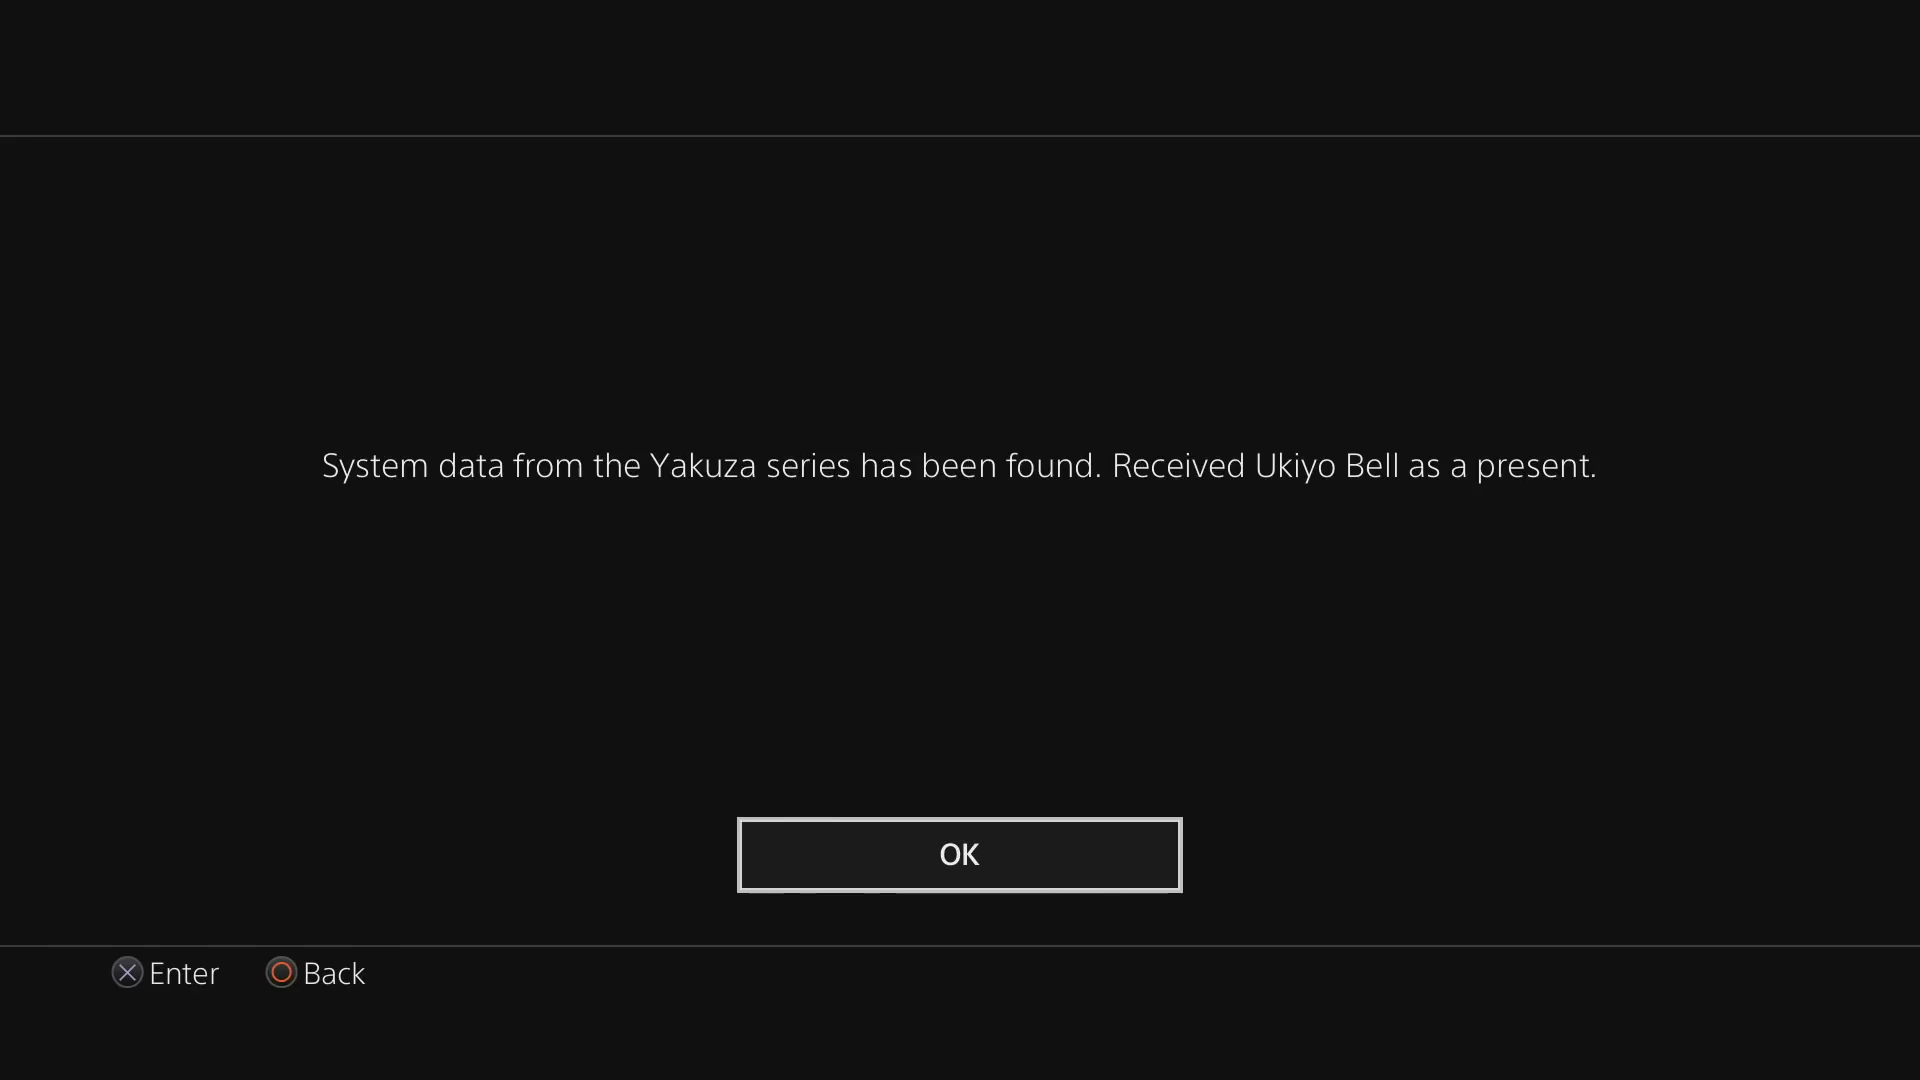 System data from the Yakuza series has been found. Received Ukiyo Bell as a present.
OK
Enter Back